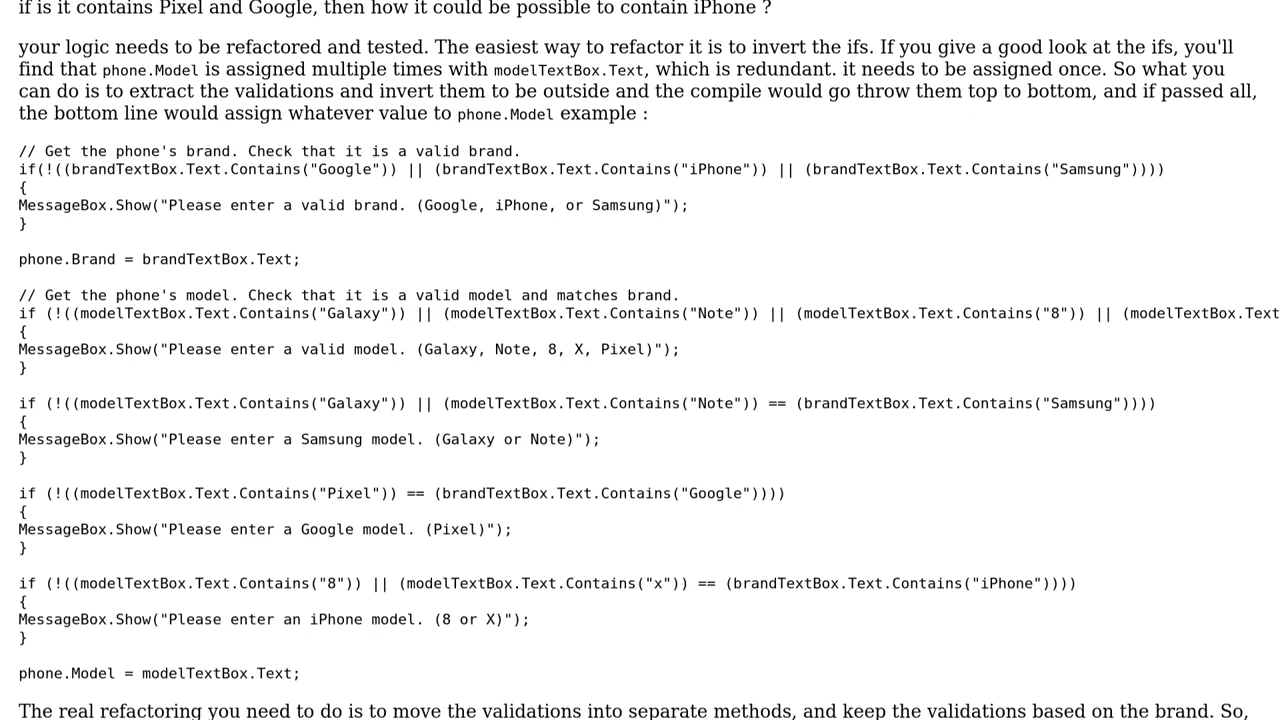 if is it contains Pixel and Google, then how it could be possible to contain iPhone ?
your logic needs to be refactored and tested. The easiest way to refactor it is to invert the ifs. If you give a good look at the ifs, you'll
find that phone.Model is assigned multiple times with modelTextBox.Text, which is redundant. it needs to be assigned once. So what you
can do is to extract the validations and invert them to be outside and the compile would go throw them top to bottom, and if passed all,
the bottom line would assign whatever value to phone.Model example :
// Get the phone's brand. Check that it is a valid brand.
if(!((brandTextBox.Text.Contains("Google")) || (brandTextBox.Text.Contains("iPhone")) || (brandTextBox.Text.Contains("Samsung"))))
{
MessageBox.Show("Please enter a valid brand. (Google, iPhone, or Samsung)");
}
phone.Brand = brandTextBox.Text;
// Get the phone's model. Check that it is a valid model and matches brand.
if (!((modelTextBox.Text.Contains("Galaxy")) || (modelTextBox.Text.Contains("Note")) || (modelTextBox.Text.Contains("8")) || (modelTextBox.Text
{
MessageBox.Show("Please enter a valid model. (Galaxy, Note, 8, X, Pixel)");
}
if (!((modelTextBox.Text.Contains("Galaxy")) || (modelTextBox.Text.Contains("Note")) == (brandTextBox.Text.Contains("Samsung"))))
{
MessageBox.Show("Please enter a Samsung model. (Galaxy or Note)");
}
if (!((modelTextBox.Text.Contains("Pixel")) == (brandTextBox.Text.Contains("Google"))))
{
MessageBox.Show("Please enter a Google model. (Pixel)");
}
if (!((modelTextBox.Text.Contains("8")) || (modelTextBox.Text.Contains("x")) == (brandTextBox.Text.Contains("iPhone"))))
{
MessageBox.Show("Please enter an iPhone model. (8 or X)");
}
phone.Model = modelTextBox.Text;
The real refactoring you need to do is to move the validations into separate methods, and keep the validations based on the brand. So,